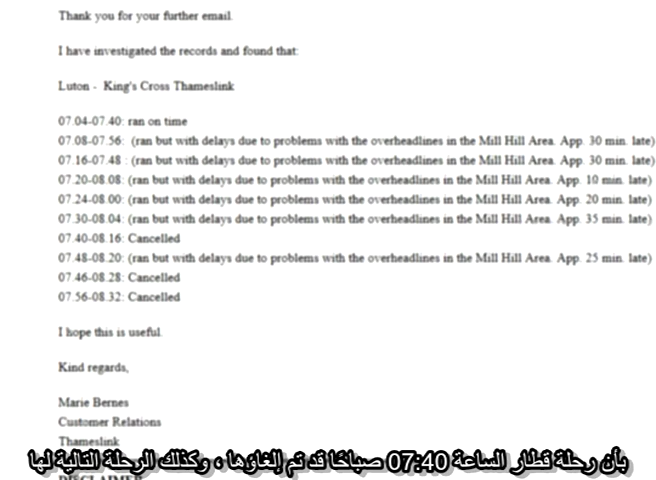 Thank you for your further email.
I have investigated the records and found that:
Luton - King's Cross Thameslink
07.04-07.40: ran on time
07.08-07.56: (ran but with delays due to problems with the overheadlines in the Mill Hill Area. App. 30 min. late)
07.16-07.48 : (ran but with delays due to problems with the overheadlines in the Mill Hill Area. App. 30 min. late)
07.20-08.08: (ran but with delays due to problems with the overheadlines in the Mill Hill Area. App. 10 min. late)
07.24-08.00: (ran but with delays due to problems with the overheadlines in the Mill Hill Area. App. 20 min. late)
07.30-08.04: (ran but with delays due to problems with the overheadlines in the Mill Hill Area. App. 35 min. late)
07.40-08.16: Cancelled
07.48-08.20: (ran but with delays due to problems with the overheadlines in the Mill Hill Area. App. 25 min. late)
07.46-08.28: Cancelled
07.56-08.32: Cancelled
I hope this is useful.
Kind regards,
Marie Bernes
Customer Relations
Thameslink
بأن رحلة قطار الساعة 07:40 صباحًا قد تم إلغاؤها ، وكذلك الرحلة التالية لها
DISCLAIMER